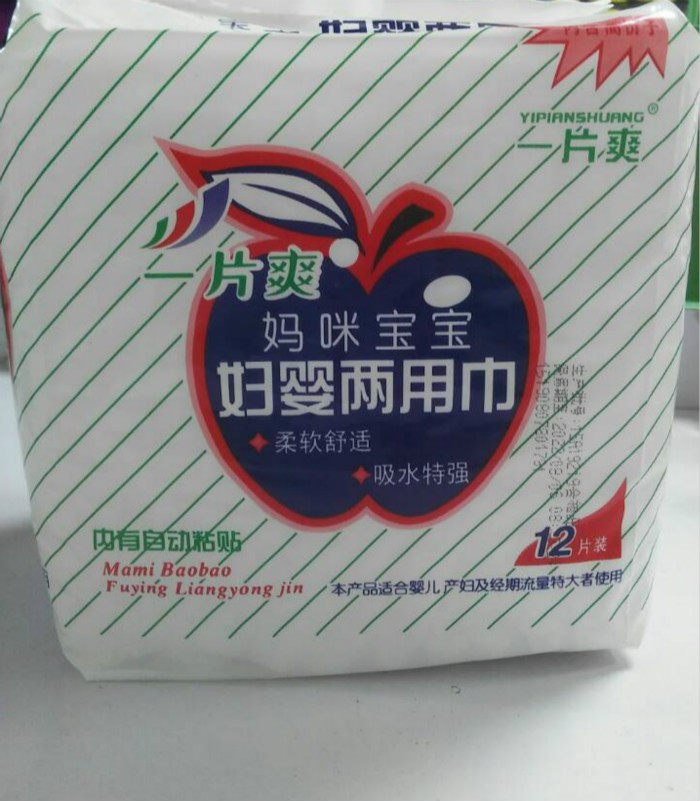 YIPIANSHUANG®
一片爽
一片爽
妈咪宝宝
妇婴两用巾
柔软舒适
吸水特强
内有自动粘贴
Mami Baobao
Fuying Liangyong jin
12片装
本产品适合婴儿 产妇及经期流量特大者使用